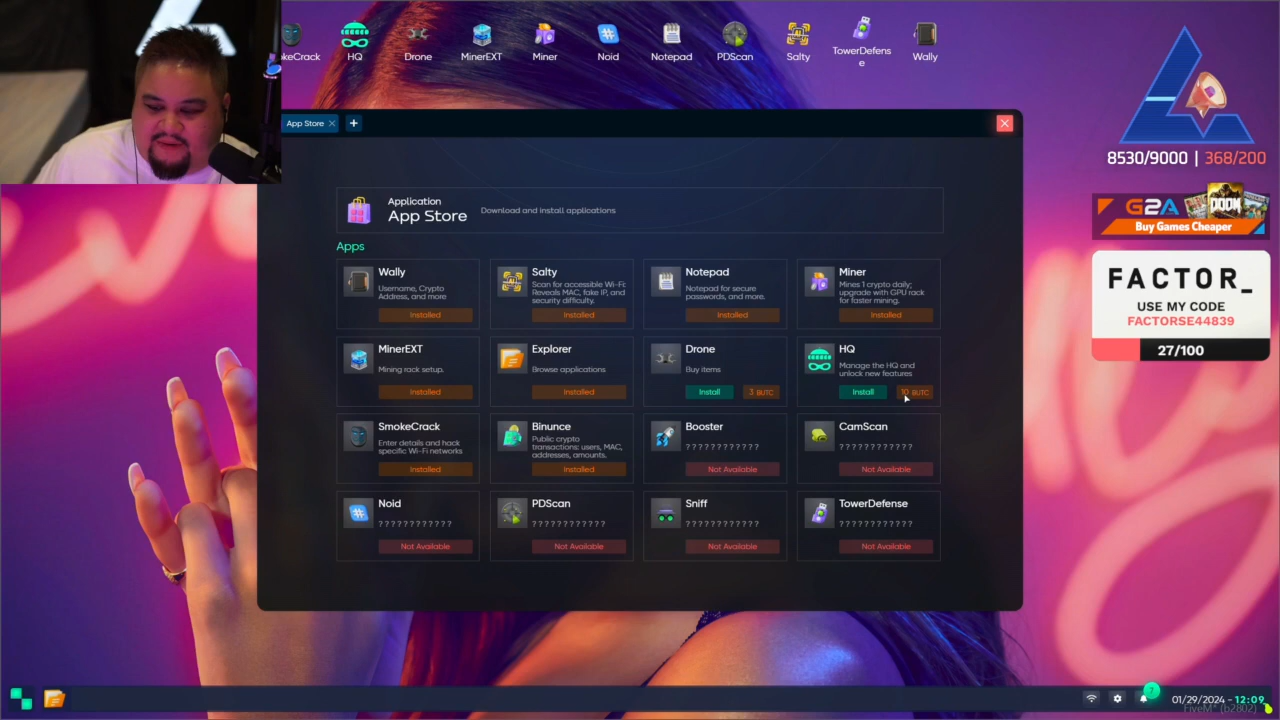 okeCrack
HQ
Drone
MinerEXT
Miner
Noid
Notepad
PDScan
Salty
TowerDefens
e
Wally
App Store
+
8530/9000 | 368/200
Application
App Store
Download and install applications
G2A
DOOM
Buy Games Cheaper
Apps
Wally
Username, Crypto
Address, and more
Installed
Salty
Scan for accessible Wi-Fi:
Reveals MAC, fake IP, and
security difficulty.
Installed
Notepad
Notepad for secure
passwords, and more.
Installed
Miner
Mines 1 crypto daily;
upgrade with GPU rack
for faster mining.
Installed
FACTOR_
USE MY CODE
FACTORSE44839
27/100
MinerEXT
Mining rack setup.
Installed
Explorer
Browse applications
Installed
Drone
Buy items
Install
3 BUTC
HQ
Manage the HQ and
unlock new features
Install
10 BUTC
SmokeCrack
Enter details and hack
specific Wi-Fi networks
Installed
Binunce
Public crypto
transactions: users, MAC,
addresses, amounts.
Installed
Booster
????????????
Not Available
CamScan
????????????
Not Available
Noid
????????????
Not Available
PDScan
????????????
Not Available
Sniff
????????????
Not Available
TowerDefense
????????????
Not Available
7
01/29/2024 - 12:09
FiveM* (b2802)